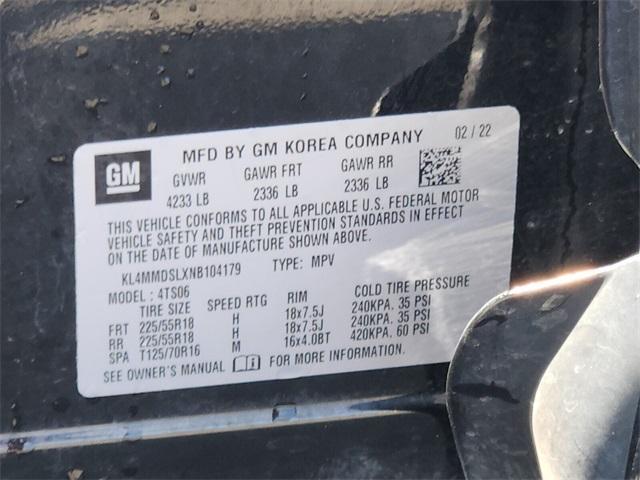 GM
MFD BY GM KOREA COMPANY 02 / 22
GVWR GAWR FRT GAWR RR
4233 LB 2336 LB 2336 LB
THIS VEHICLE CONFORMS TO ALL APPLICABLE U.S. FEDERAL MOTOR
VEHICLE SAFETY AND THEFT PREVENTION STANDARDS IN EFFECT
ON THE DATE OF MANUFACTURE SHOWN ABOVE.
KL4MMDSLXNB104179 TYPE: MPV
MODEL : 4TS06
TIRE SIZE SPEED RTG RIM COLD TIRE PRESSURE
FRT 225/55R18 H 18x7.5J 240KPA. 35 PSI
RR 225/55R18 H 18x7.5J 240KPA. 35 PSI
SPA T125/70R16 M 16x4.0BT 420KPA. 60 PSI
SEE OWNER'S MANUAL FOR MORE INFORMATION.